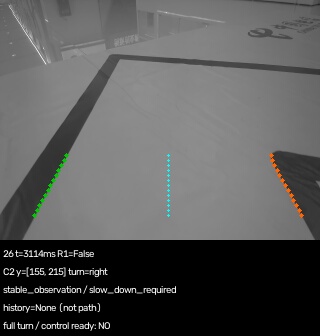 26 t=3114ms R1=False
C2 y=[155, 215] turn=right
stable_observation / slow_down_required
history=None (not path)
full turn / control ready: NO